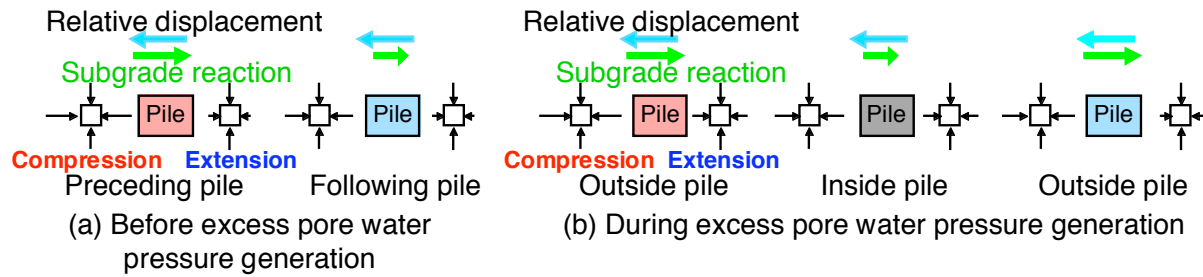 Relative displacement
Subgrade reaction
Pile
Pile
Compression
Extension
Preceding pile
Following pile
(a) Before excess pore water
pressure generation
Relative displacement
Subgrade reaction
Pile
Pile
Pile
Compression
Extension
Outside pile
Inside pile
Outside pile
(b) During excess pore water pressure generation